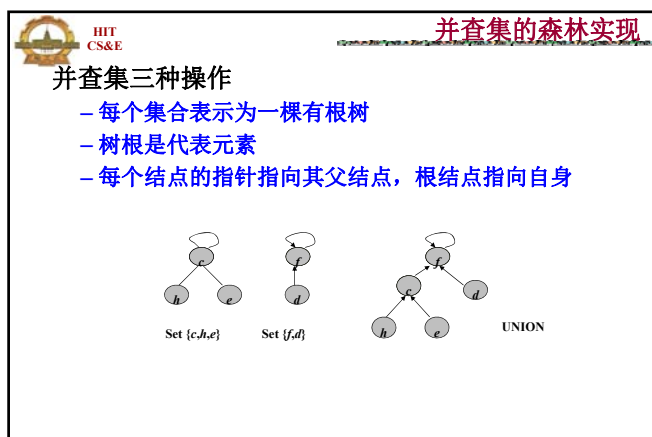 HIT
CS&E
并查集的森林实现
并查集三种操作
– 每个集合表示为一棵有根树
– 树根是代表元素
– 每个结点的指针指向其父结点，根结点指向自身
c
f
f
h
e
d
c
d
h
e
Set {c,h,e}
Set {f,d}
UNION